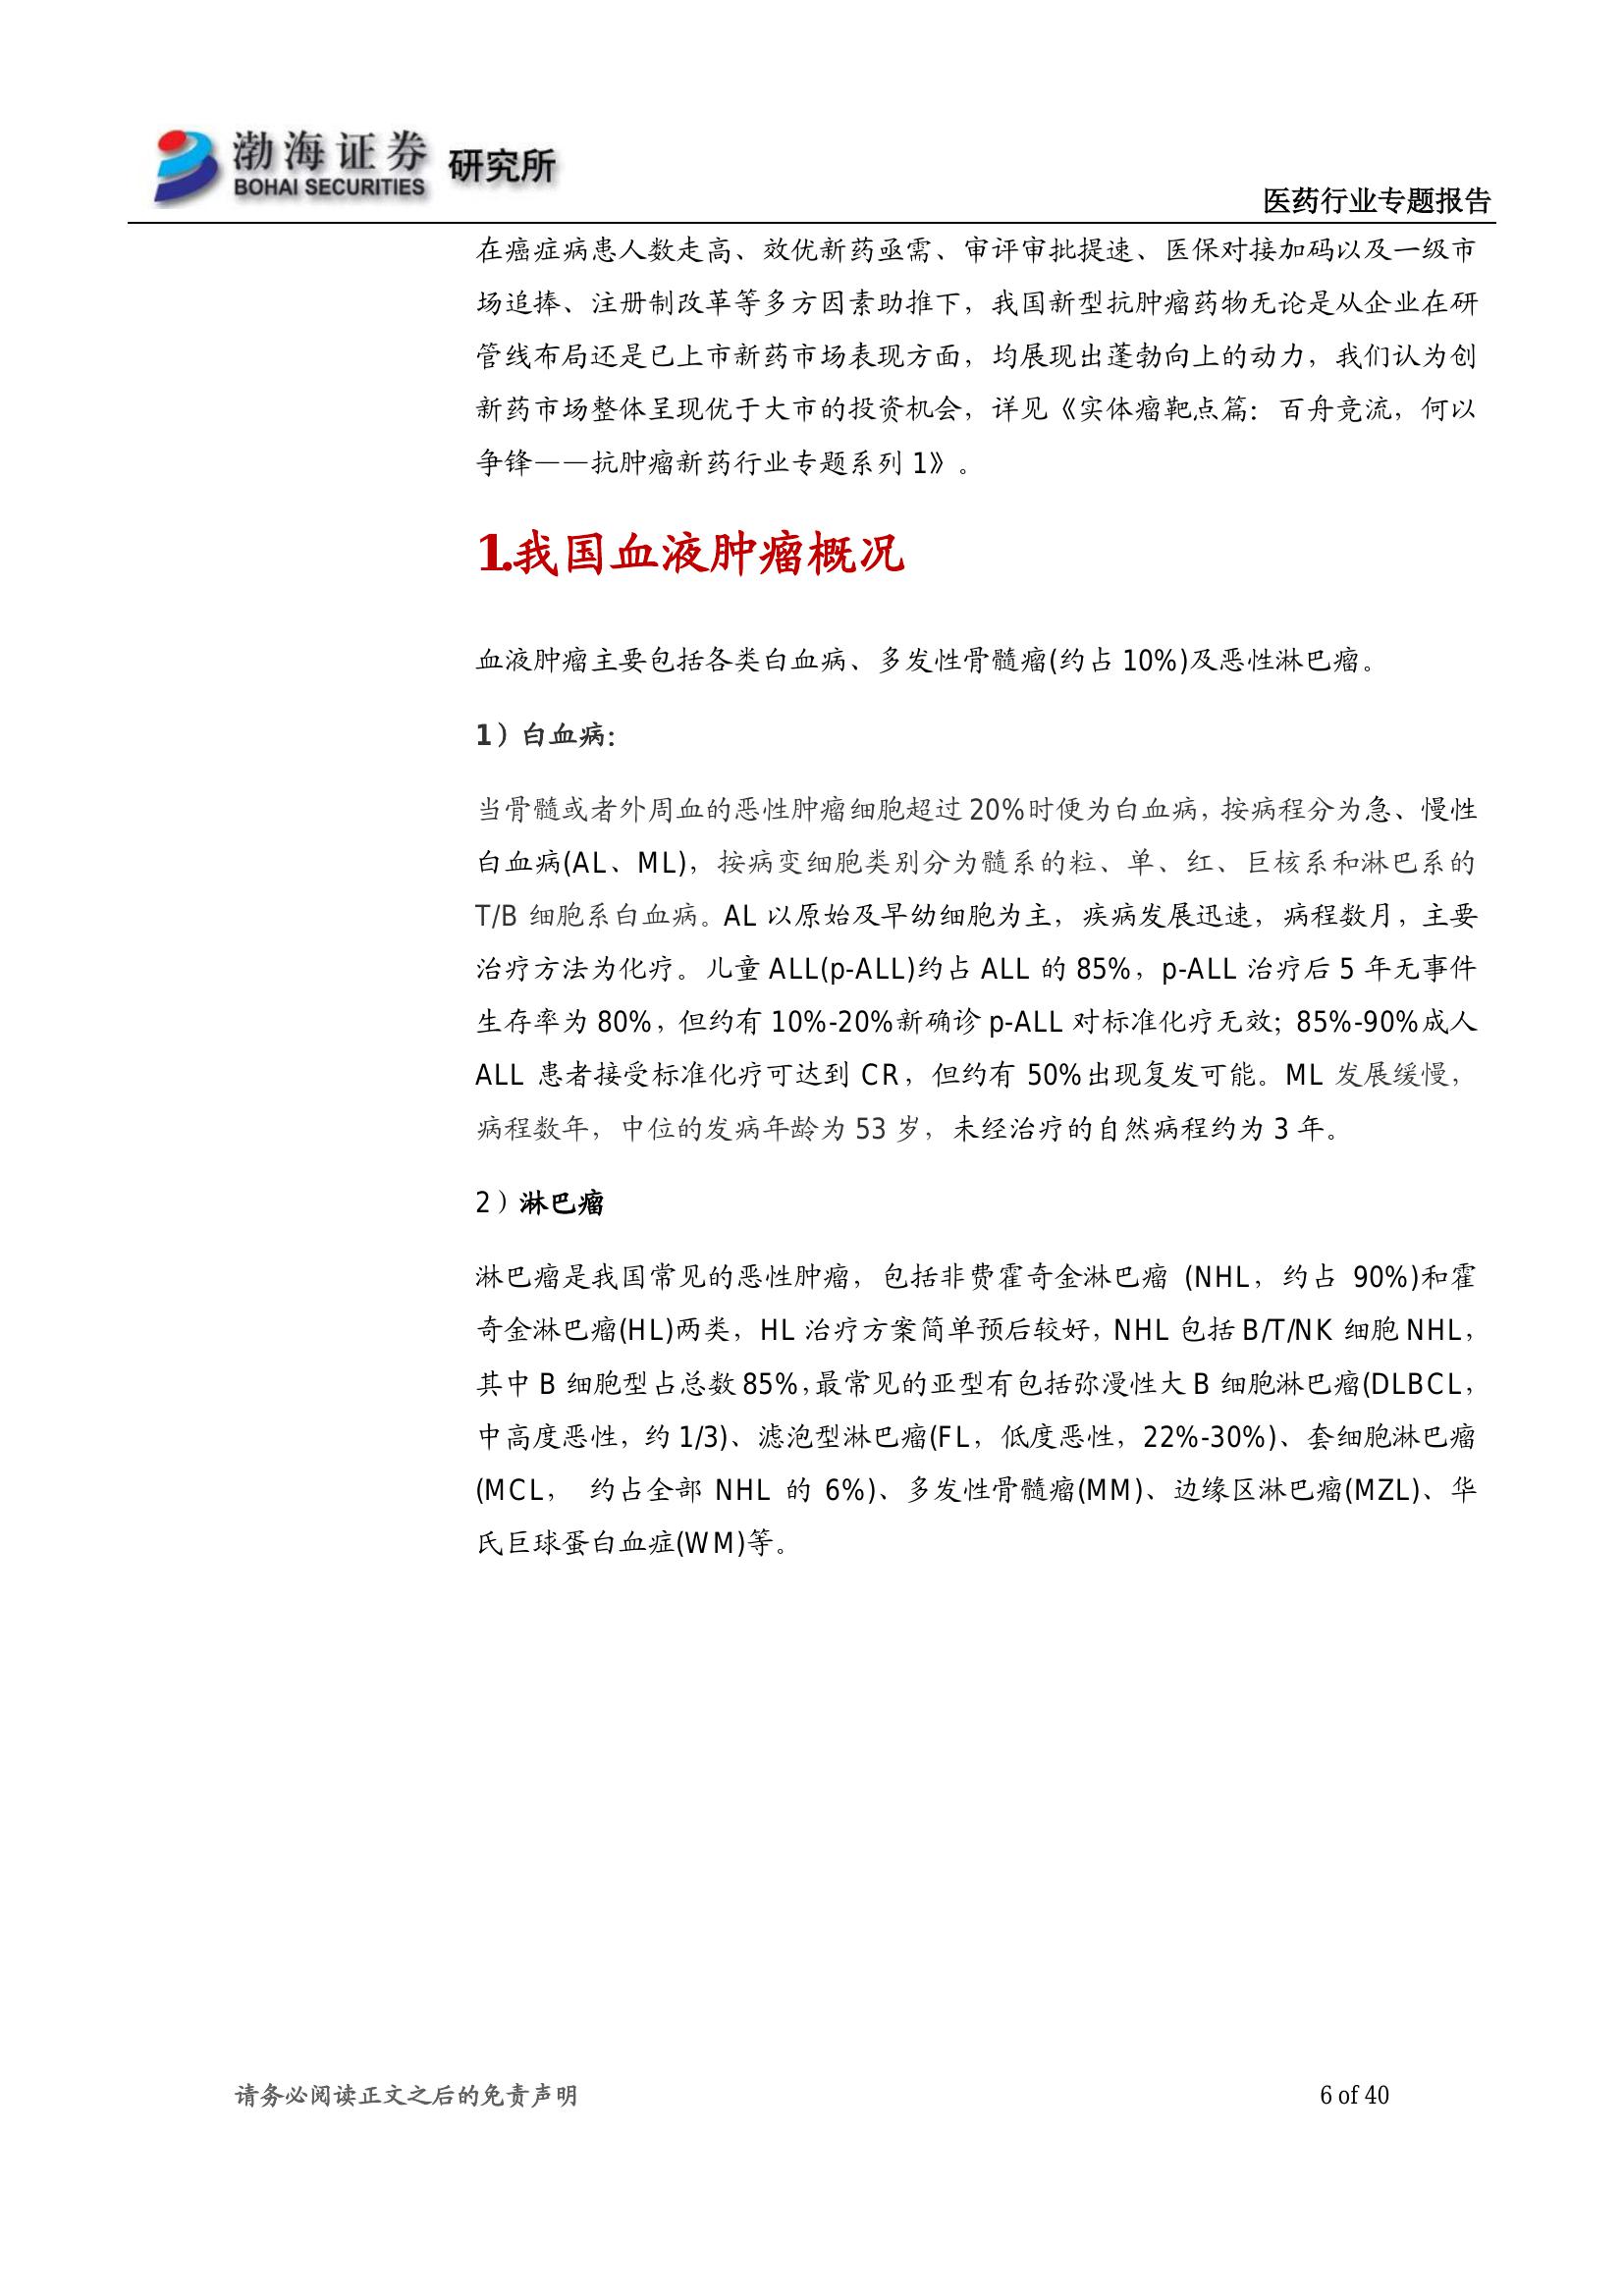 渤海证券 研究所
BOHAI SECURITIES
医药行业专题报告
在癌症病患人数走高、效优新药亟需、审评审批提速、医保对接加码以及一级市
场追捧、注册制改革等多方因素助推下，我国新型抗肿瘤药物无论是从企业在研
管线布局还是已上市新药市场表现方面，均展现出蓬勃向上的动力，我们认为创
新药市场整体呈现优于大市的投资机会，详见《实体瘤靶点篇：百舟竞流，何以
争锋——抗肿瘤新药行业专题系列 1》。
1.我国血液肿瘤概况
血液肿瘤主要包括各类白血病、多发性骨髓瘤(约占 10%)及恶性淋巴瘤。
1）白血病：
当骨髓或者外周血的恶性肿瘤细胞超过 20%时便为白血病，按病程分为急、慢性
白血病(AL、ML)，按病变细胞类别分为髓系的粒、单、红、巨核系和淋巴系的
T/B 细胞系白血病。AL 以原始及早幼细胞为主，疾病发展迅速，病程数月，主要
治疗方法为化疗。儿童 ALL(p-ALL)约占 ALL 的 85%，p-ALL 治疗后 5 年无事件
生存率为 80%，但约有 10%-20%新确诊 p-ALL 对标准化疗无效；85%-90%成人
ALL 患者接受标准化疗可达到 CR，但约有 50%出现复发可能。ML 发展缓慢，
病程数年，中位的发病年龄为 53 岁，未经治疗的自然病程约为 3 年。
2）淋巴瘤
淋巴瘤是我国常见的恶性肿瘤，包括非费霍奇金淋巴瘤 (NHL，约占 90%)和霍
奇金淋巴瘤(HL)两类，HL 治疗方案简单预后较好，NHL 包括 B/T/NK 细胞 NHL，
其中 B 细胞型占总数 85%，最常见的亚型有包括弥漫性大 B 细胞淋巴瘤(DLBCL，
中高度恶性，约 1/3)、滤泡型淋巴瘤(FL，低度恶性，22%-30%)、套细胞淋巴瘤
(MCL， 约占全部 NHL 的 6%)、多发性骨髓瘤(MM)、边缘区淋巴瘤(MZL)、华
氏巨球蛋白血症(WM)等。
请务必阅读正文之后的免责声明
6 of 40